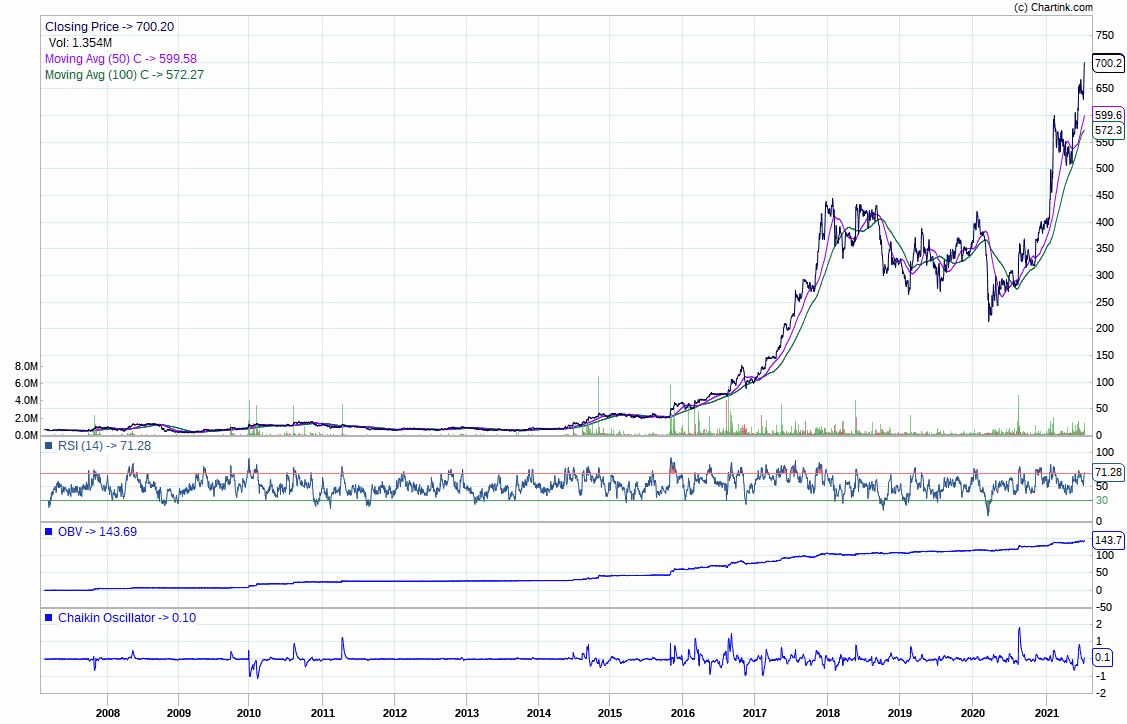 (c) Chartink.com
Closing Price -> 700.20
Vol: 1.354M
Moving Avg (50) C -> 599.58
Moving Avg (100) C -> 572.27
750
700.2
650
599.6
572.3
550
500
450
400
350
300
250
200
150
100
50
0
8.0M
6.0M
4.0M
2.0M
0.0M
RSI (14) -> 71.28
100
71.28
50
30
0
OBV -> 143.69
143.7
100
50
0
-50
Chaikin Oscillator -> 0.10
2
1
0.1
-1
-2
2008 2009 2010 2011 2012 2013 2014 2015 2016 2017 2018 2019 2020 2021